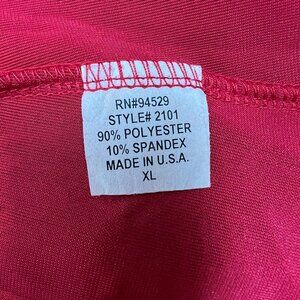 RN#94529
STYLE# 2101
90% POLYESTER
10% SPANDEX
MADE IN U.S.A.
XL